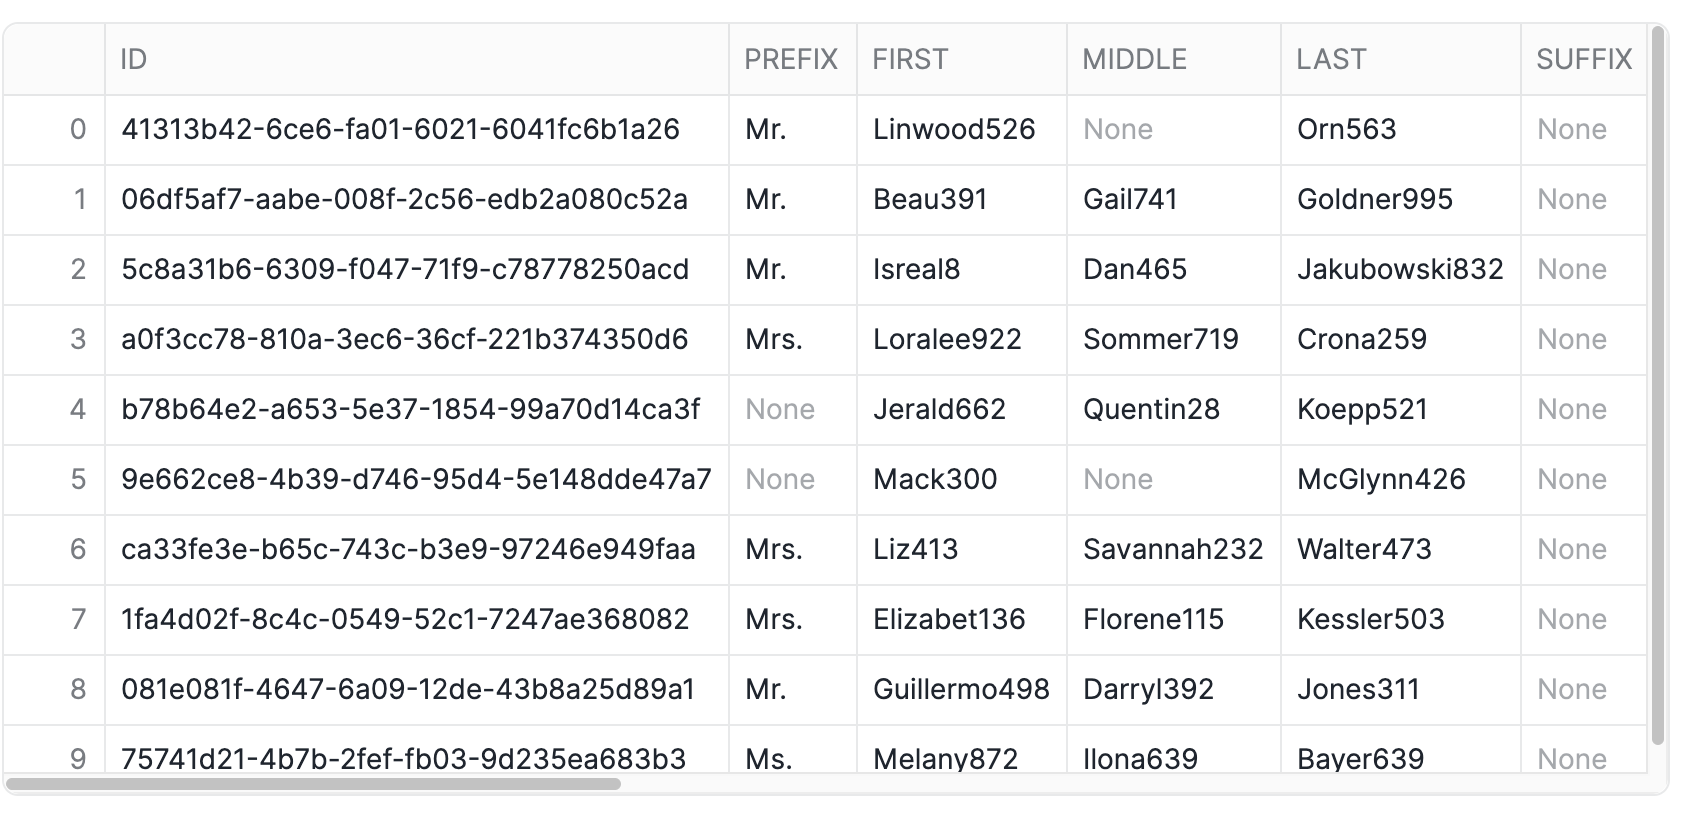 ID PREFIX FIRST MIDDLE LAST SUFFIX
0 41313b42-6ce6-fa01-6021-6041fc6b1a26 Mr. Linwood526 None Orn563 None
1 06df5af7-aabe-008f-2c56-edb2a080c52a Mr. Beau391 Gail741 Goldner995 None
2 5c8a31b6-6309-f047-71f9-c78778250acd Mr. Isreal8 Dan465 Jakubowski832 None
3 a0f3cc78-810a-3ec6-36cf-221b374350d6 Mrs. Loralee922 Sommer719 Crona259 None
4 b78b64e2-a653-5e37-1854-99a70d14ca3f None Jerald662 Quentin28 Koepp521 None
5 9e662ce8-4b39-d746-95d4-5e148dde47a7 None Mack300 None McGlynn426 None
6 ca33fe3e-b65c-743c-b3e9-97246e949faa Mrs. Liz413 Savannah232 Walter473 None
7 1fa4d02f-8c4c-0549-52c1-7247ae368082 Mrs. Elizabet136 Florene115 Kessler503 None
8 081e081f-4647-6a09-12de-43b8a25d89a1 Mr. Guillermo498 Darryl392 Jones311 None
9 75741d21-4b7b-2fef-fb03-9d235ea683b3 Ms. Melany872 Ilona639 Bayer639 None